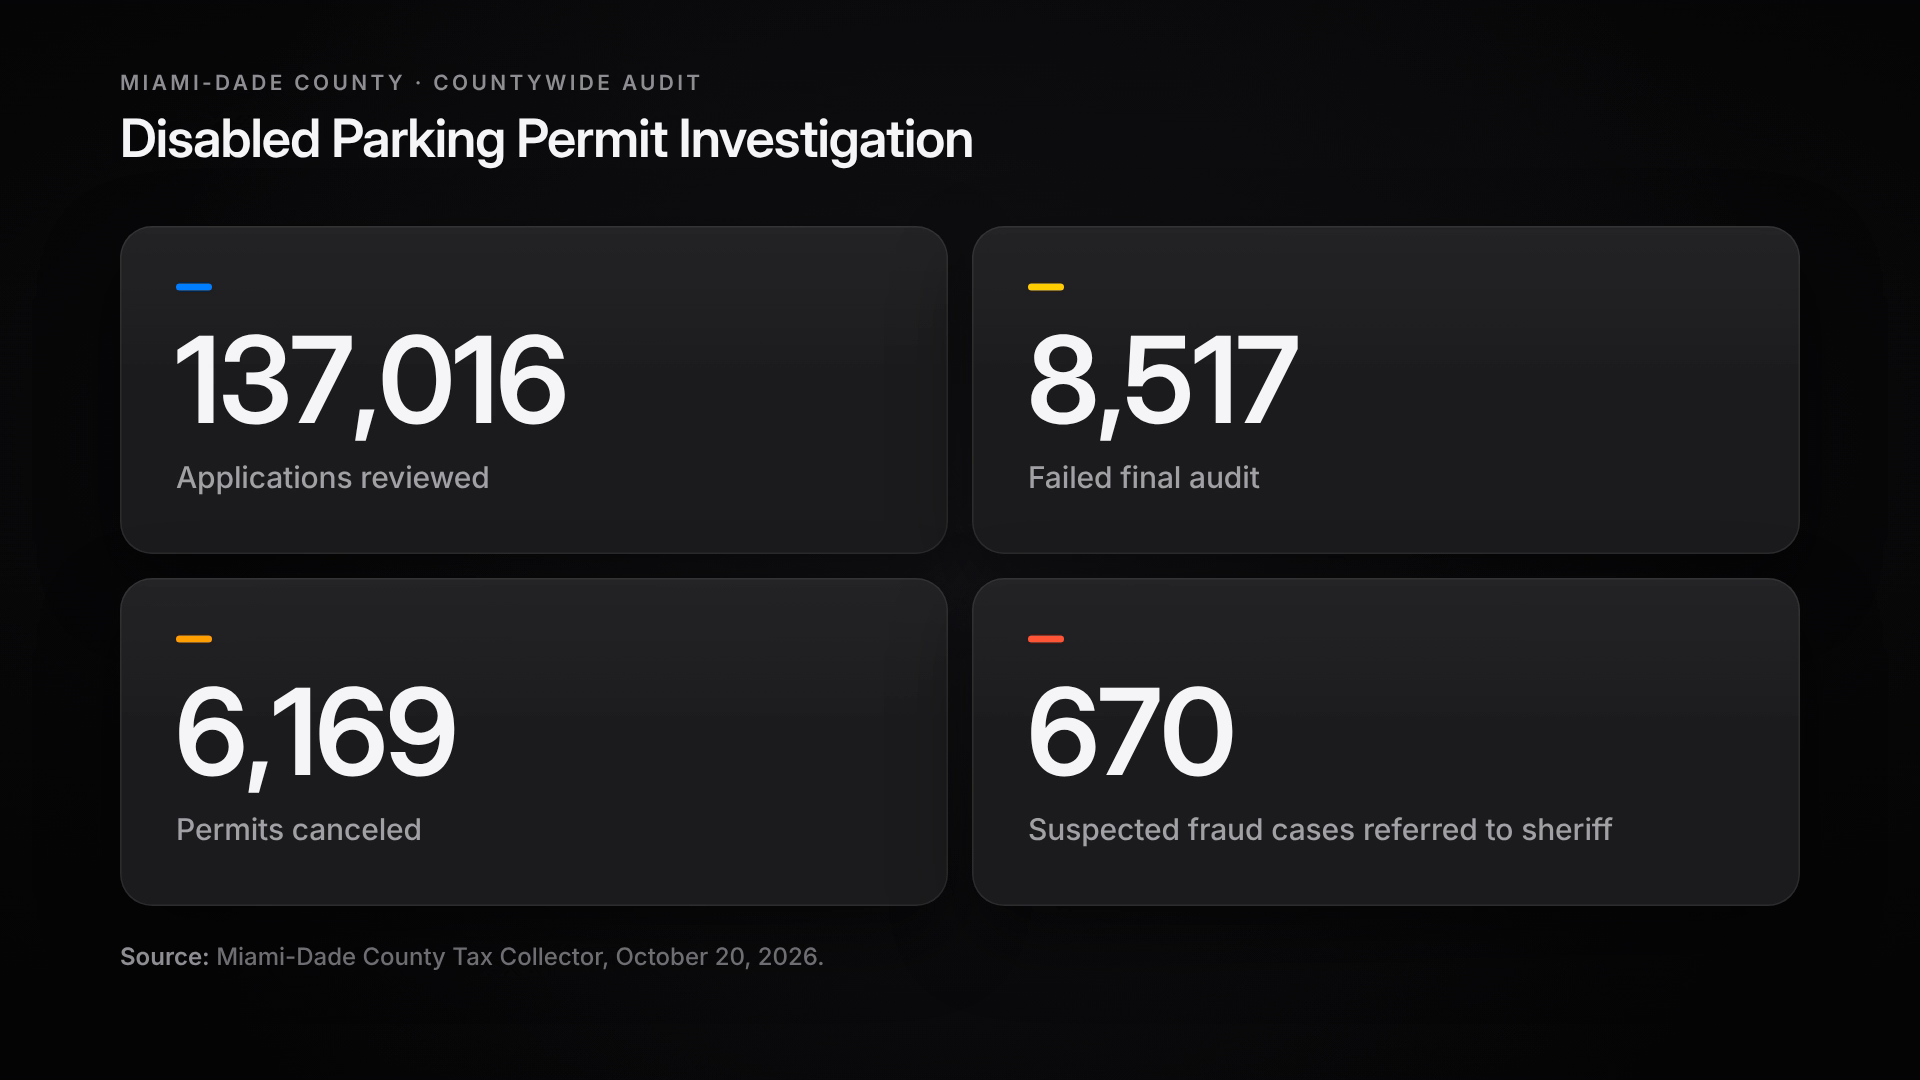 MIAMI-DADE COUNTY · COUNTYWIDE AUDIT
Disabled Parking Permit Investigation
137,016
Applications reviewed
8,517
Failed final audit
6,169
Permits canceled
670
Suspected fraud cases referred to sheriff
Source: Miami-Dade County Tax Collector, October 20, 2026.